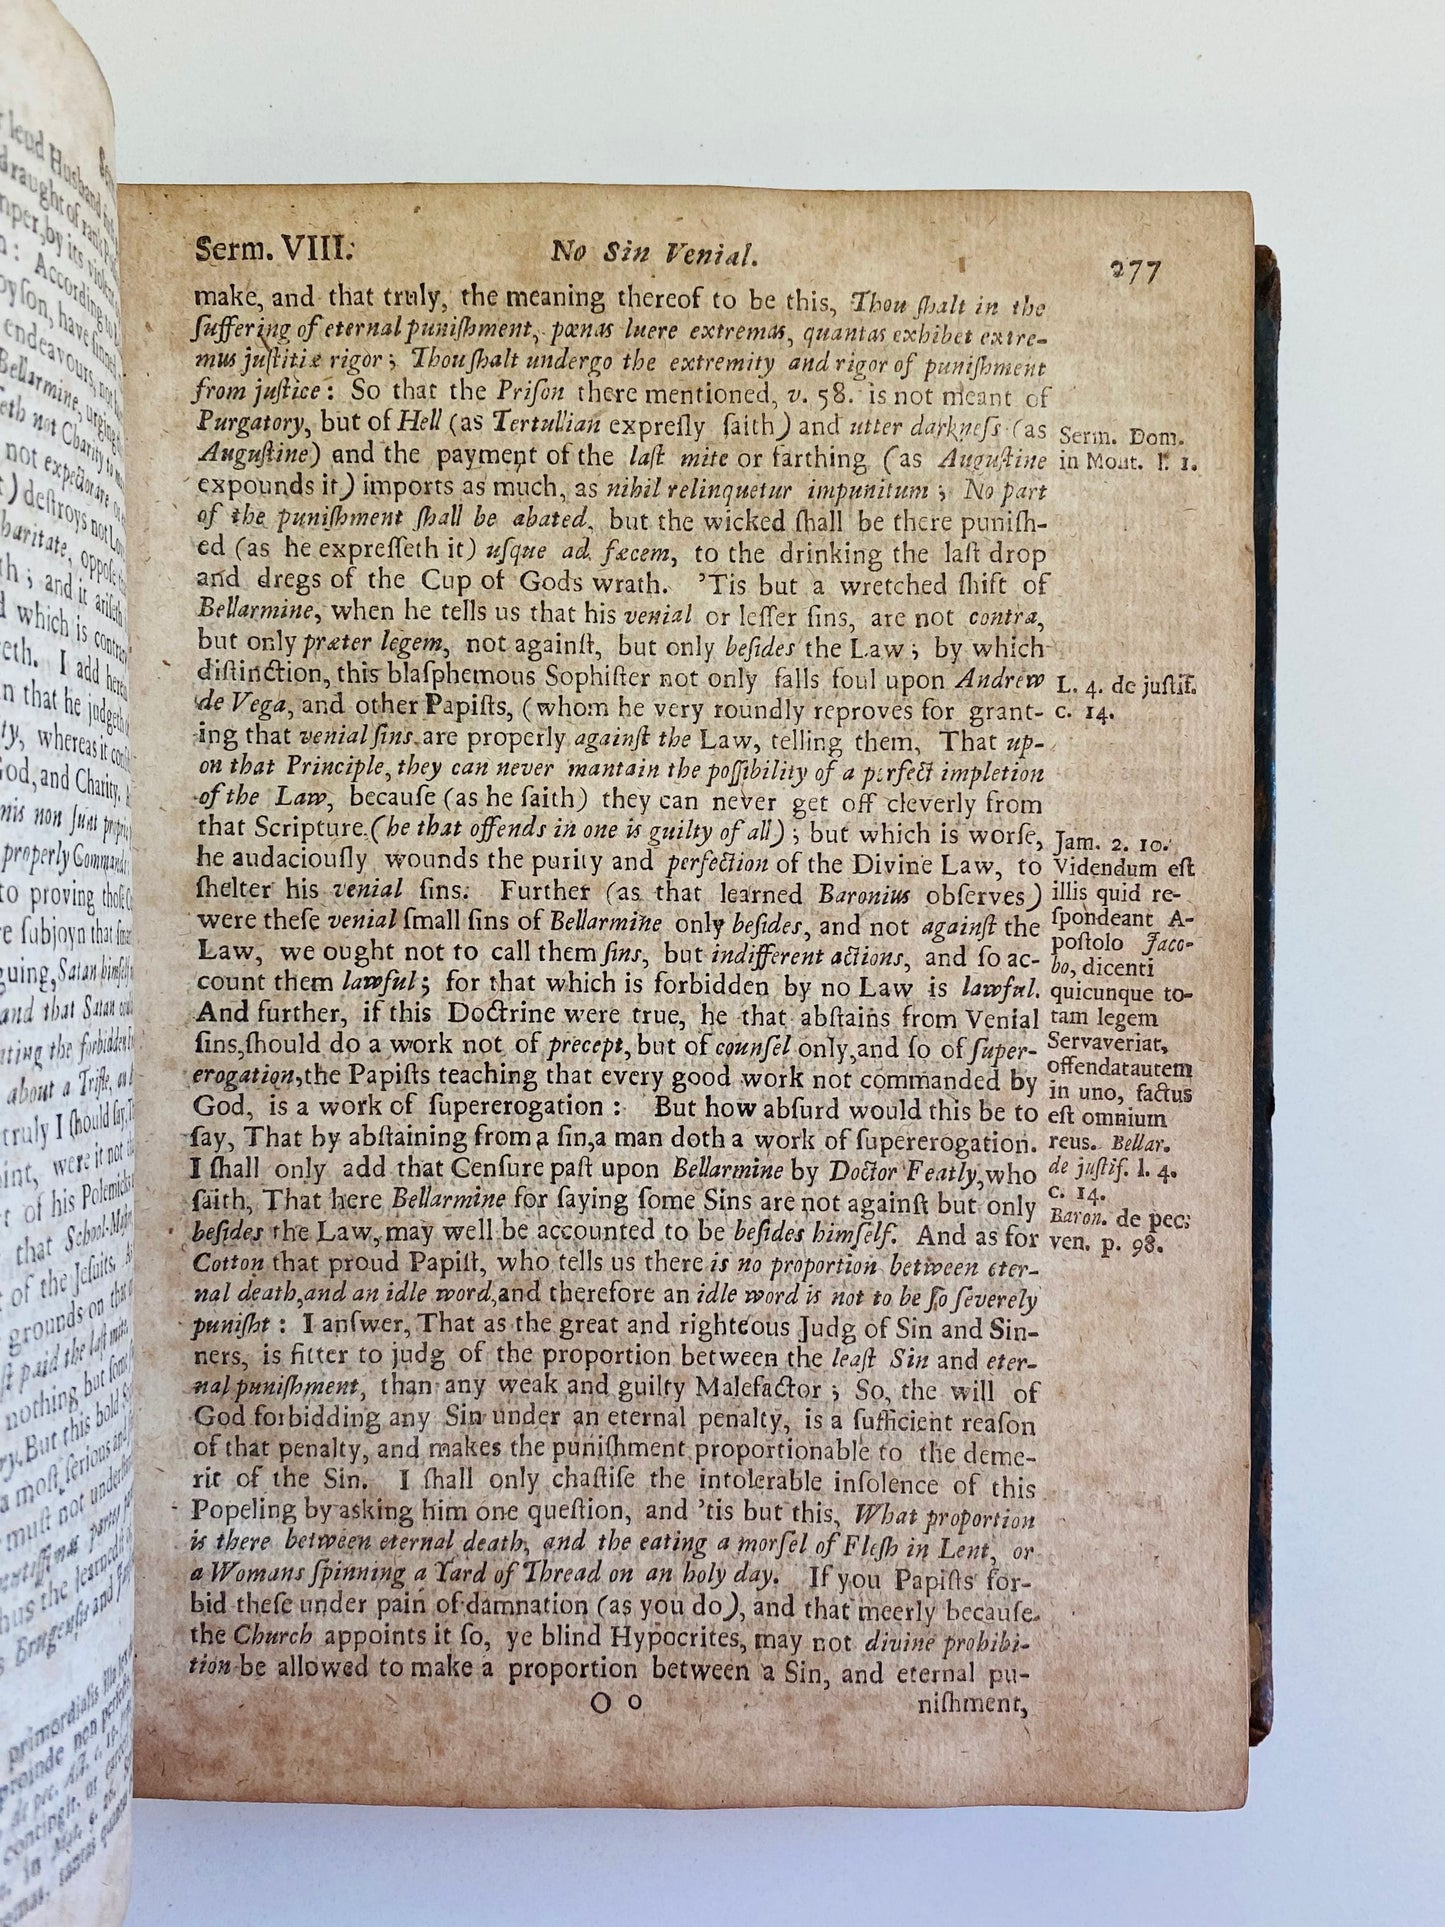 Serm. VIII. No Sin Venial. 277
make, and that truly, the meaning thereof to be this, Thou ſhalt in the
ſuffering of eternal puniſhment, pœnas luere extremas, quantas exhibet extre-
mus juſtitiæ rigor; Thou ſhalt undergo the extremity and rigor of puniſhment
from juſtice: So that the Priſon there mentioned, v. 58. is not meant of
Purgatory, but of Hell (as Tertullian expreſly ſaith) and utter darkneſs (as
Auguſtine) and the payment of the laſt mite or farthing (as Auguſtine
expounds it) imports as much, as nihil relinquetur impunitum; No part
of the puniſhment ſhall be abated, but the wicked ſhall be there puniſh-
ed (as he expreſſeth it) uſque ad fæcem, to the drinking the laſt drop
and dregs of the Cup of Gods wrath. 'Tis but a wretched ſhift of
Bellarmine, when he tells us that his venial or leſſer ſins, are not contra,
but only præter legem, not againſt, but only beſides the Law; by which
diſtinction, this blaſphemous Sophiſter not only falls foul upon Andrew
de Vega, and other Papiſts, (whom he very roundly reproves for grant-
ing that venial ſins are properly againſt the Law, telling them, That up-
on that Principle, they can never mantain the poſſibility of a perfect impletion
of the Law, becauſe (as he ſaith) they can never get off cleverly from
that Scripture (he that offends in one is guilty of all); but which is worſe,
he audaciouſly wounds the purity and perfection of the Divine Law, to
ſhelter his venial ſins. Further (as that learned Baronius obſerves)
were theſe venial ſmall ſins of Bellarmine only beſides, and not againſt the
Law, we ought not to call them ſins, but indifferent actions, and ſo ac-
count them lawful; for that which is forbidden by no Law is lawful.
And further, if this Doctrine were true, he that abſtains from Venial
ſins, ſhould do a work not of precept, but of counſel only, and ſo of ſuper-
erogation, the Papiſts teaching that every good work not commanded by
God, is a work of ſupererogation: But how abſurd would this be to
ſay, That by abſtaining from a ſin, a man doth a work of ſupererogation.
I ſhall only add that Cenſure paſt upon Bellarmine by Doctor Featly, who
ſaith, That here Bellarmine for ſaying ſome Sins are not againſt but only
beſides the Law, may well be accounted to be beſides himſelf. And as for
Cotton that proud Papiſt, who tells us there is no proportion between eter-
nal death, and an idle word, and therefore an idle word is not to be ſo ſeverely
puniſht: I anſwer, That as the great and righteous Judg of Sin and Sin-
ners, is fitter to judg of the proportion between the leaſt Sin and eter-
nal puniſhment, than any weak and guilty Malefactor; So, the will of
God forbidding any Sin under an eternal penalty, is a ſufficient reaſon
of that penalty, and makes the puniſhment proportionable to the deme-
rit of the Sin. I ſhall only chaſtiſe the intolerable inſolence of this
Popeling by asking him one queſtion, and 'tis but this, What proportion
is there between eternal death, and the eating a morſel of Fleſh in Lent, or
a Womans ſpinning a Yard of Thread on an holy day. If you Papiſts for-
bid theſe under pain of damnation (as you do), and that meerly becauſe
the Church appoints it ſo, ye blind Hypocrites, may not divine prohibi-
tion be allowed to make a proportion between a Sin, and eternal pu-
O o niſhment,
Serm. Dom.
in Mont. l. 1.
L. 4. de juſtif.
c. 14.
Jam. 2. 10.
Videndum eſt
illis quid re-
ſpondeant A-
poſtolo Jaco-
bo, dicenti
quicunque to-
tam legem
Servaveriat,
offendat autem
in uno, factus
eſt omnium
reus. Bellar.
de juſtif. l. 4.
c. 14.
Baron. de pec:
ven. p. 98.